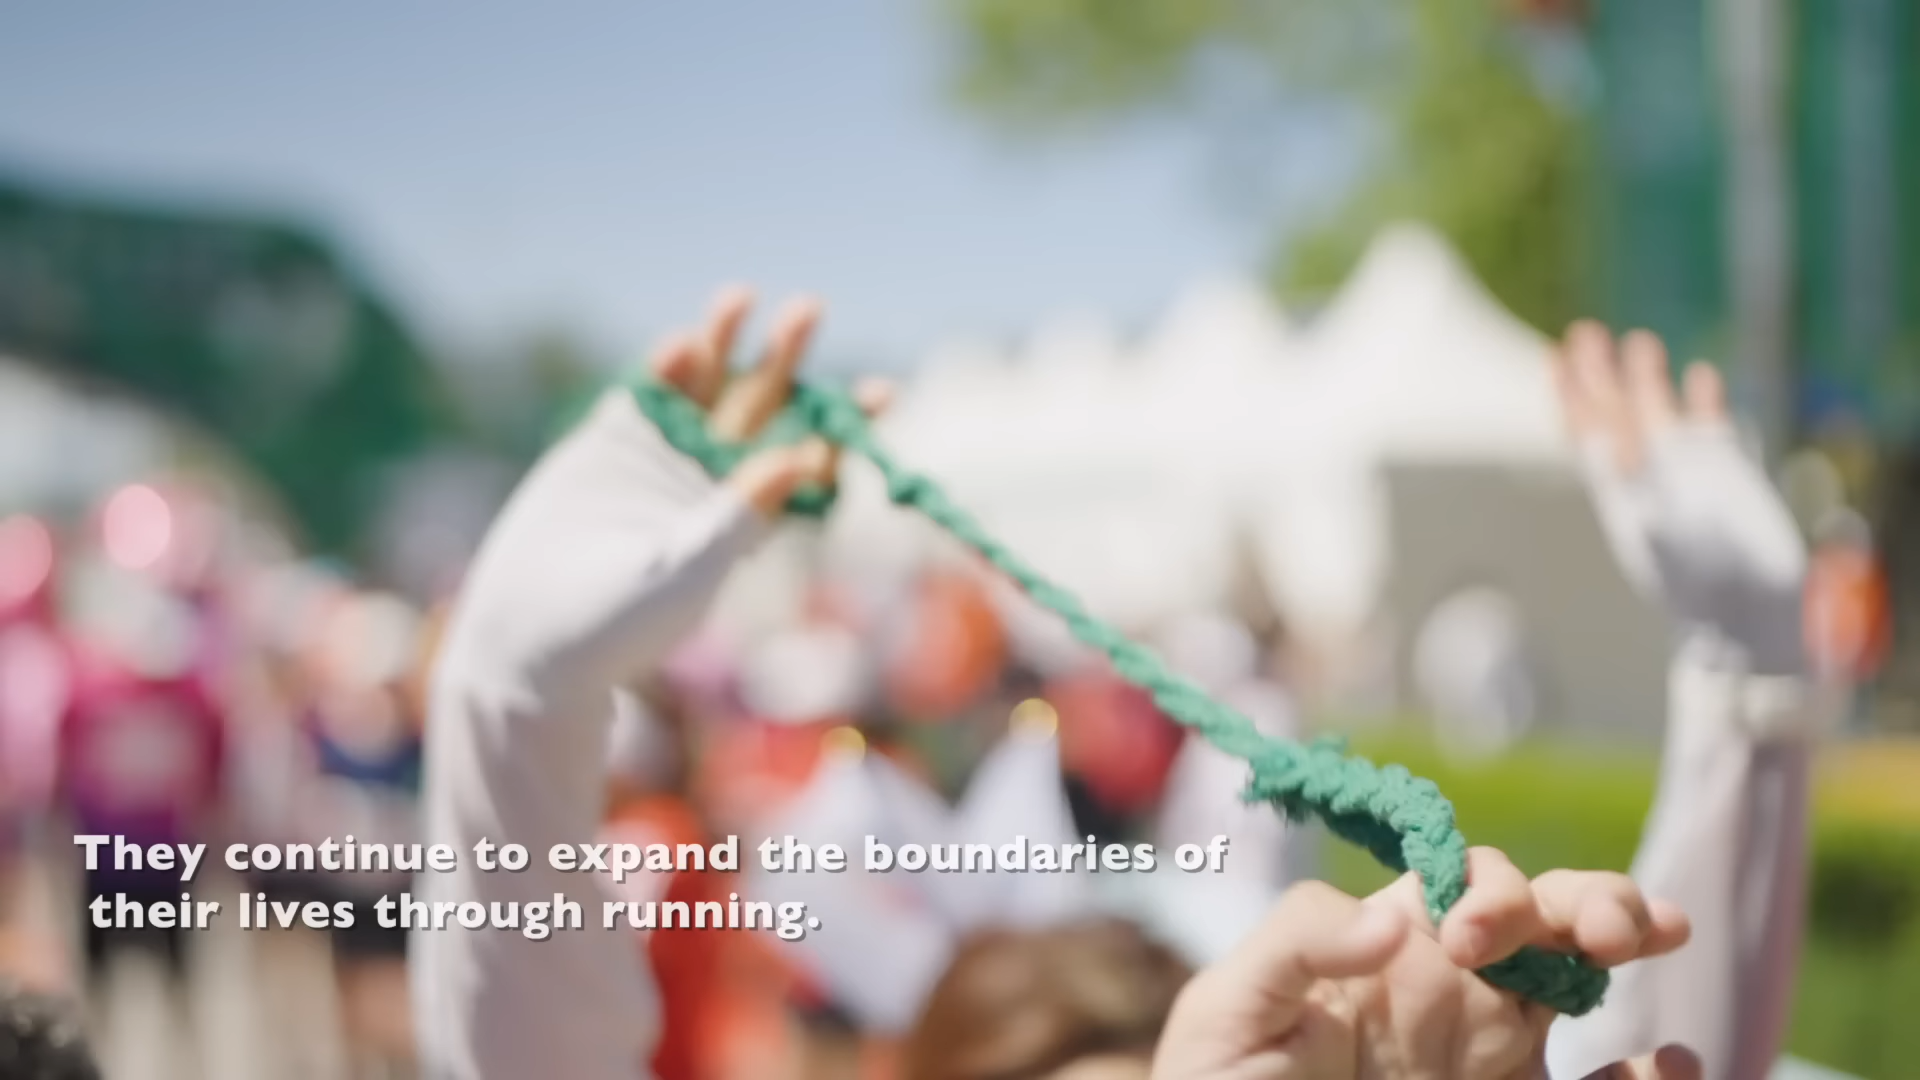 They continue to expand the boundaries of
their lives through running.